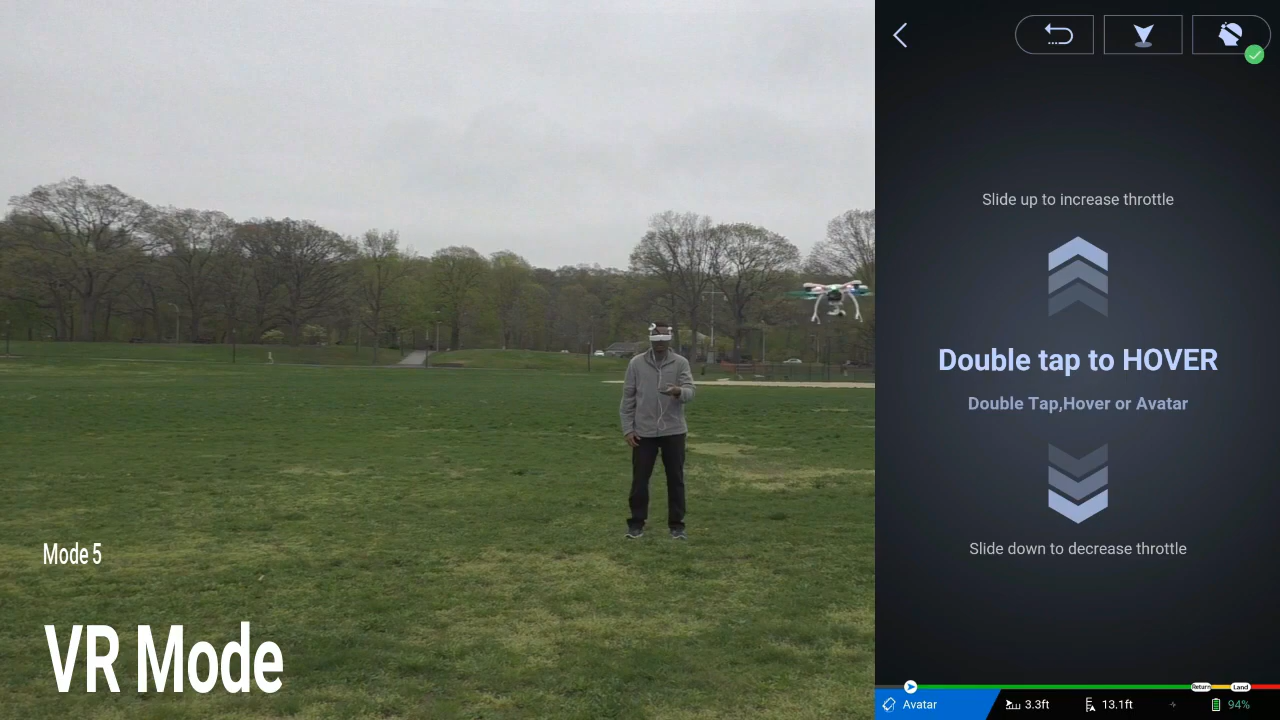 Slide up to increase throttle
Double tap to HOVER
Double Tap,Hover or Avatar
Slide down to decrease throttle
Mode 5
VR Mode
Return
Land
Avatar
3.3ft
13.1ft
94%